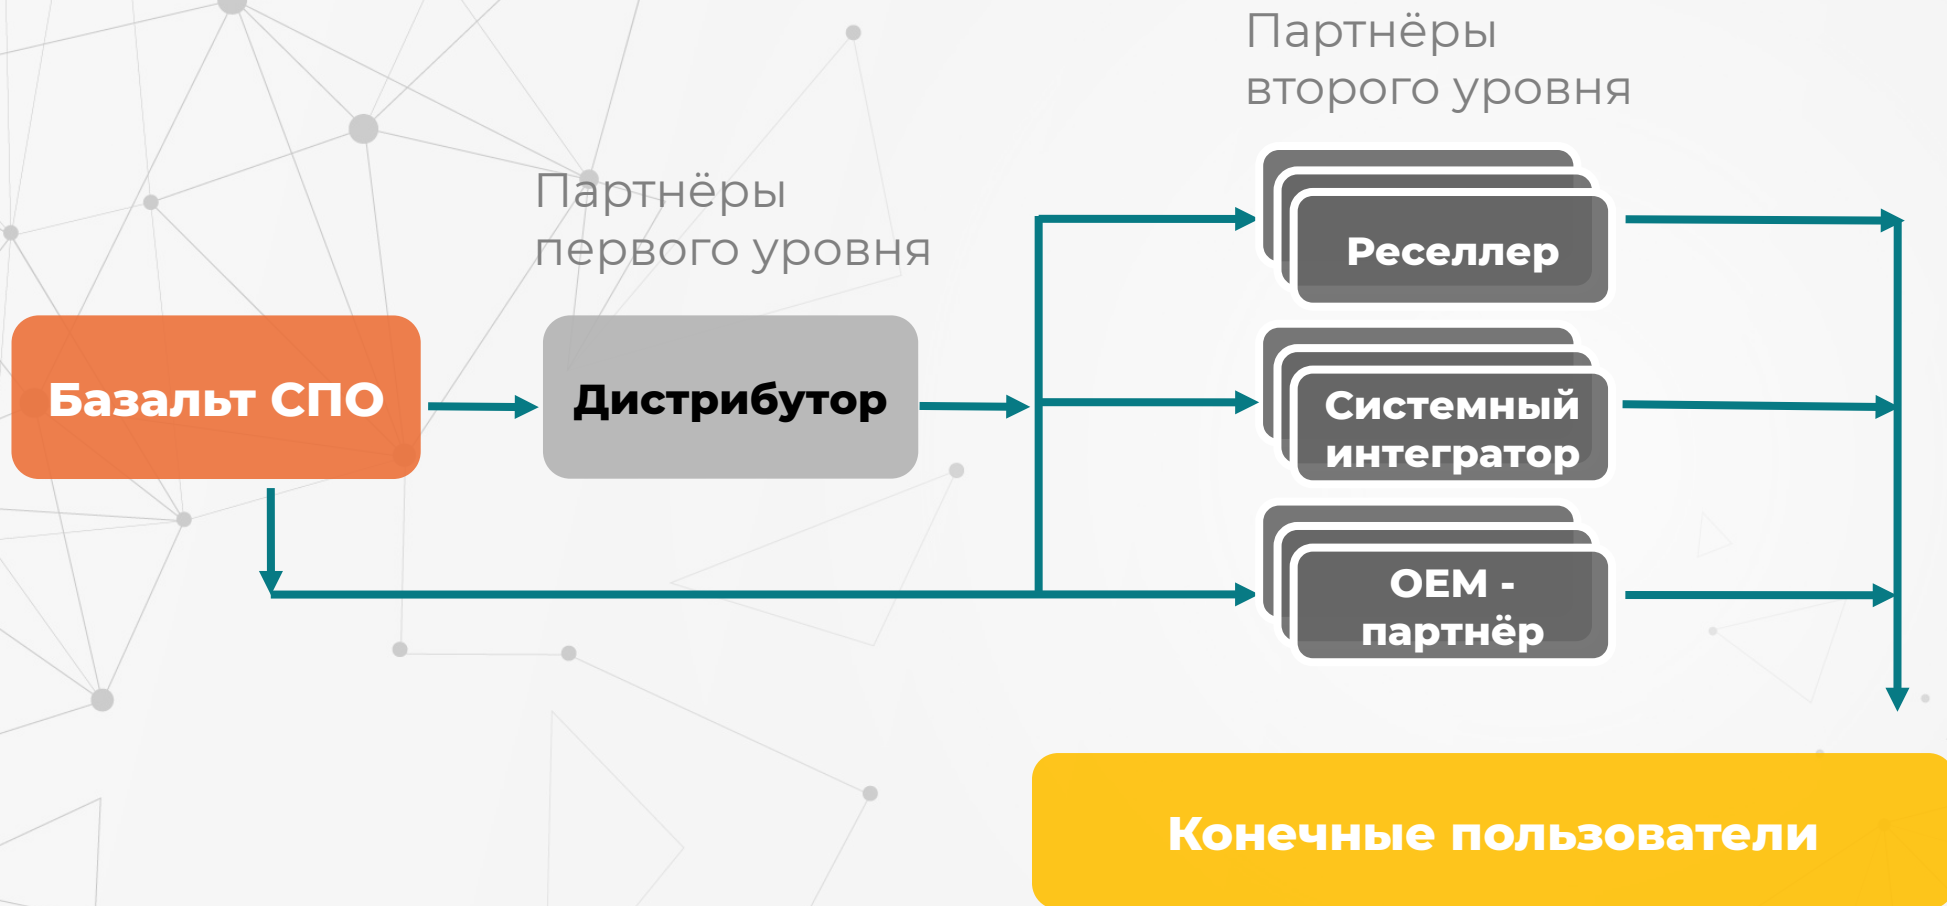 Партнёры
второго уровня
Партнёры
первого уровня
Реселлер
Базальт СПО
Дистрибутор
Системный
интегратор
OEM -
партнёр
Конечные пользователи